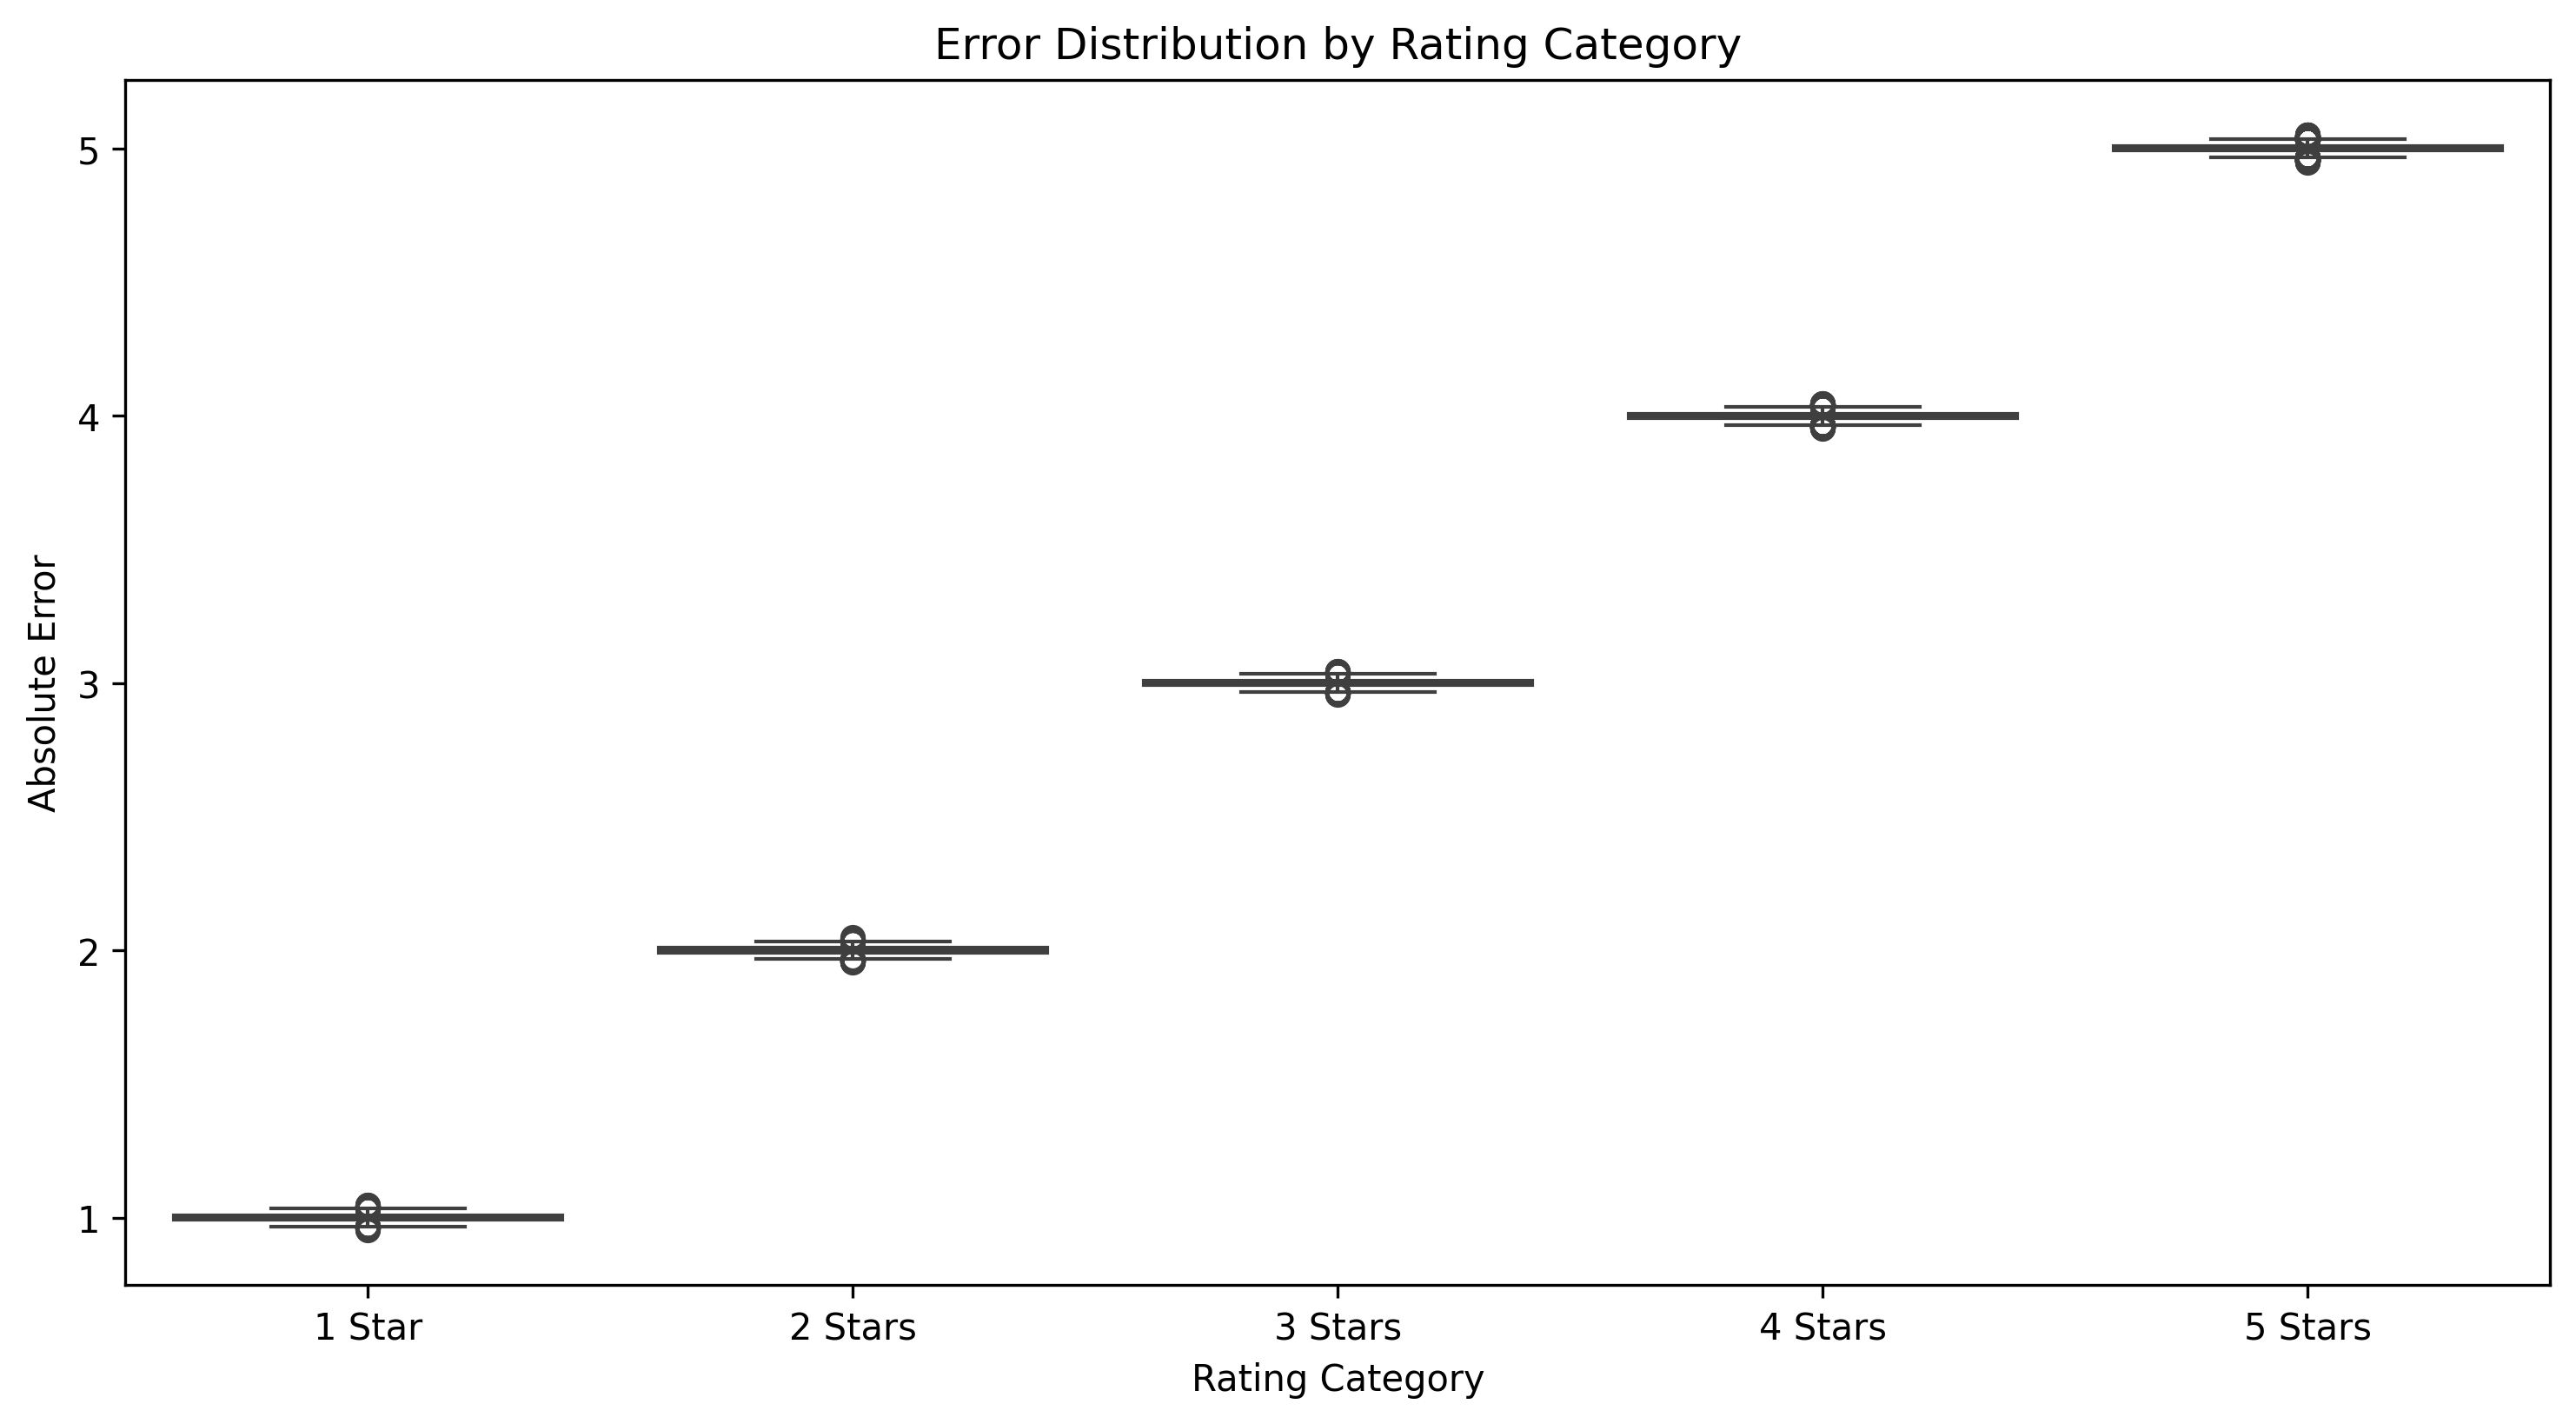 Error Distribution by Rating Category
Absolute Error
5
4
3
2
1
1 Star
2 Stars
3 Stars
4 Stars
5 Stars
Rating Category